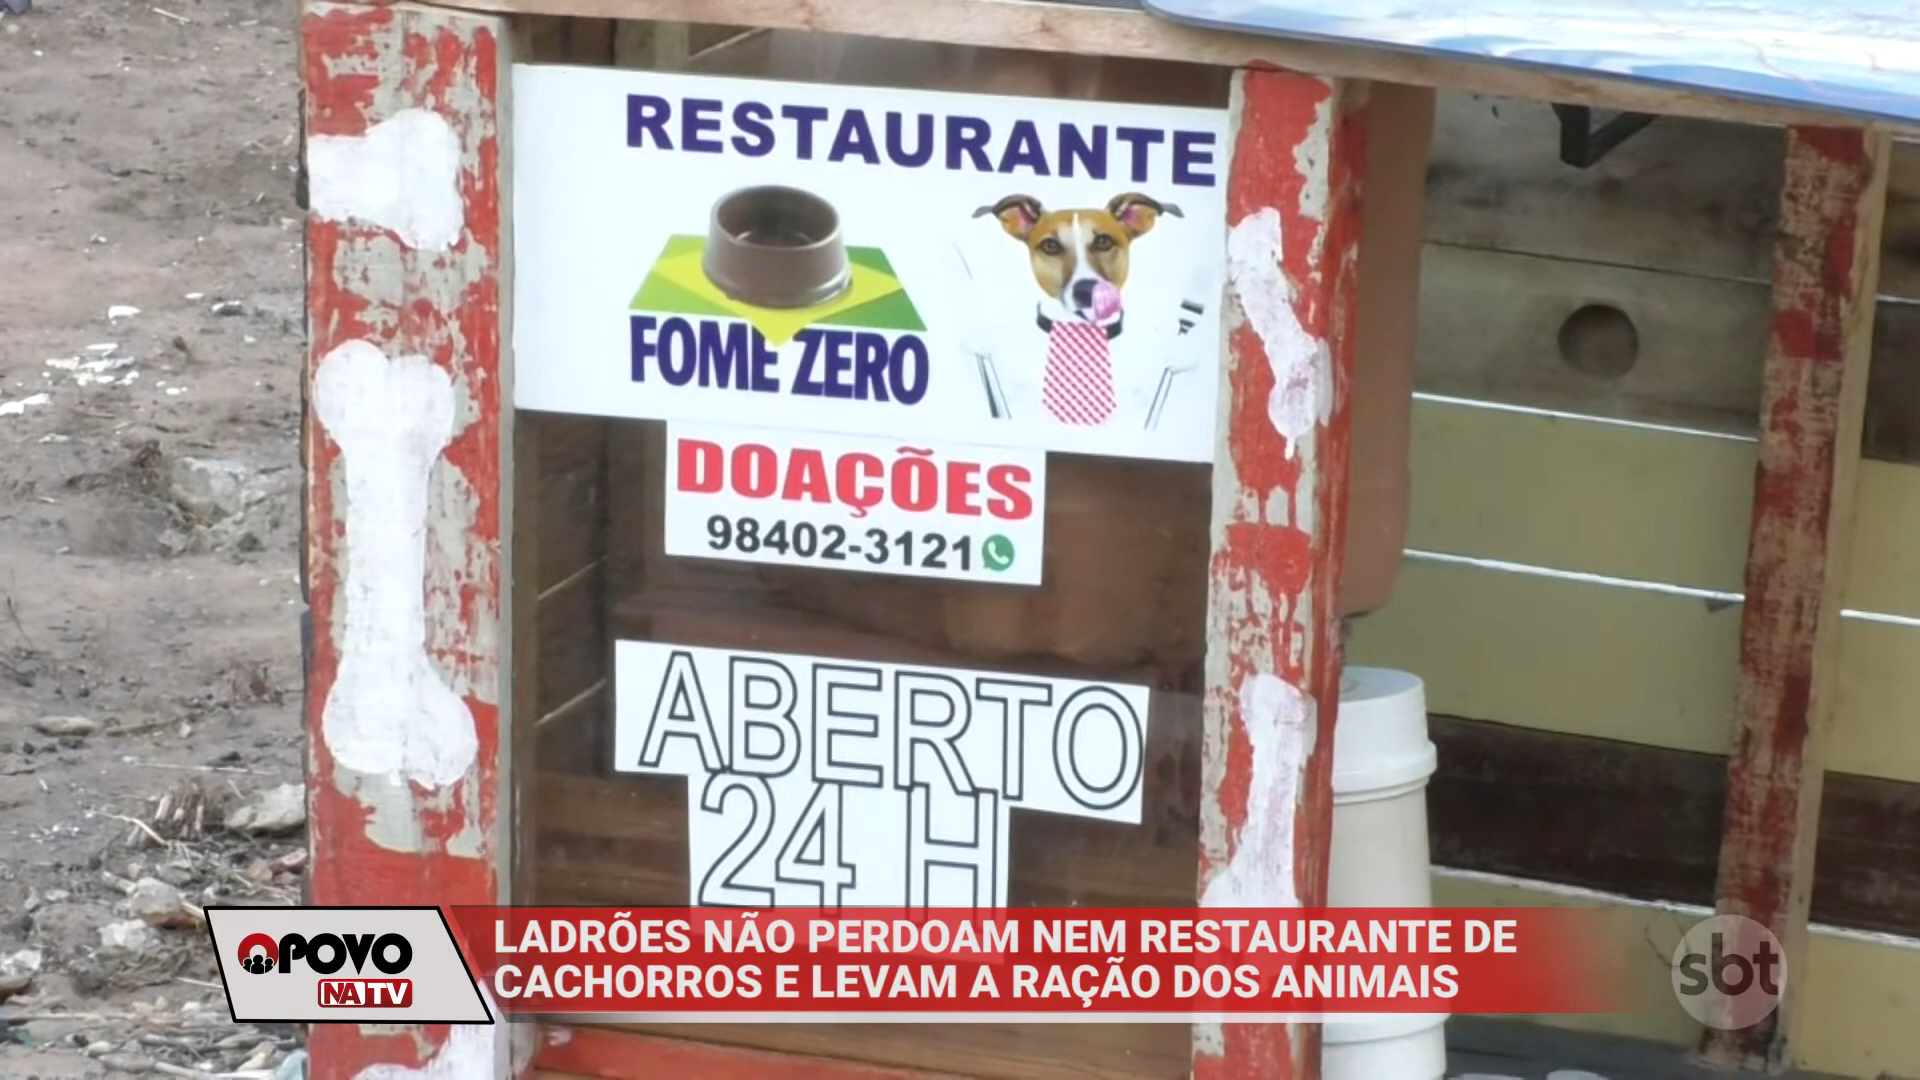 RESTAURANTE
FOME ZERO
DOAÇÕES
98402-3121
ABERTO
24 H
OPOVO
NA TV
LADRÕES NÃO PERDOAM NEM RESTAURANTE DE
CACHORROS E LEVAM A RAÇÃO DOS ANIMAIS
sbt